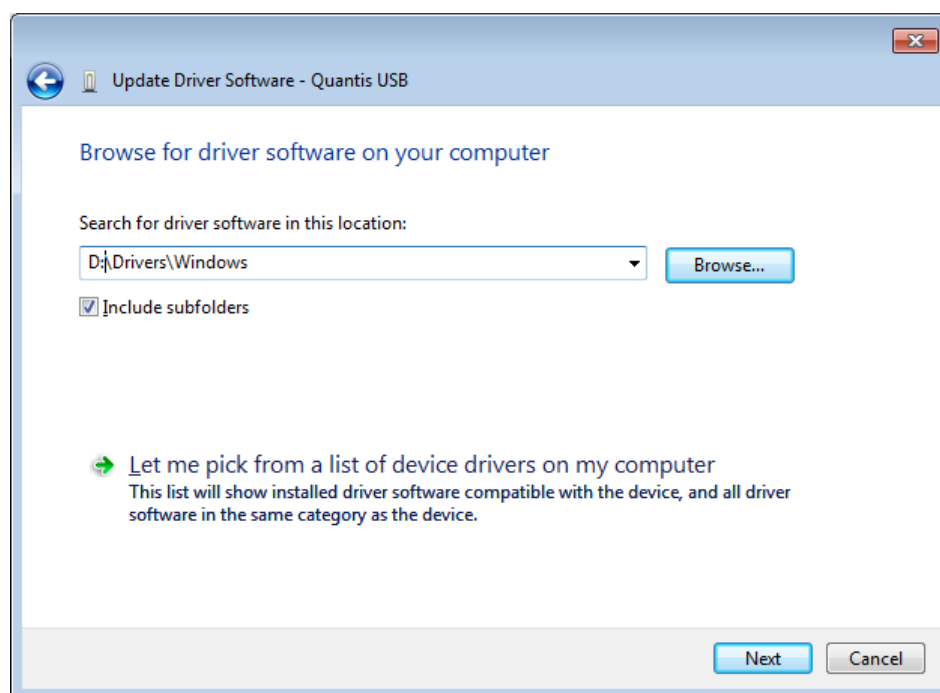 Update Driver Software - Quantis USB
Browse for driver software on your computer
Search for driver software in this location:
D:\Drivers\Windows
Browse...
Include subfolders
Let me pick from a list of device drivers on my computer
This list will show installed driver software compatible with the device, and all driver
software in the same category as the device.
Next
Cancel